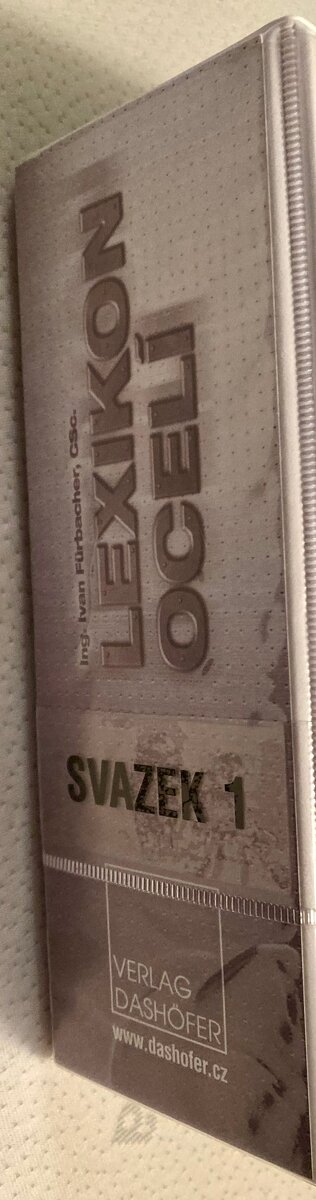 Ing. Ivan Fürbacher, CSc.
LEXIKON
OCELÍ
SVAZEK 1
VERLAG
DASHÖFER
www.dashofer.cz